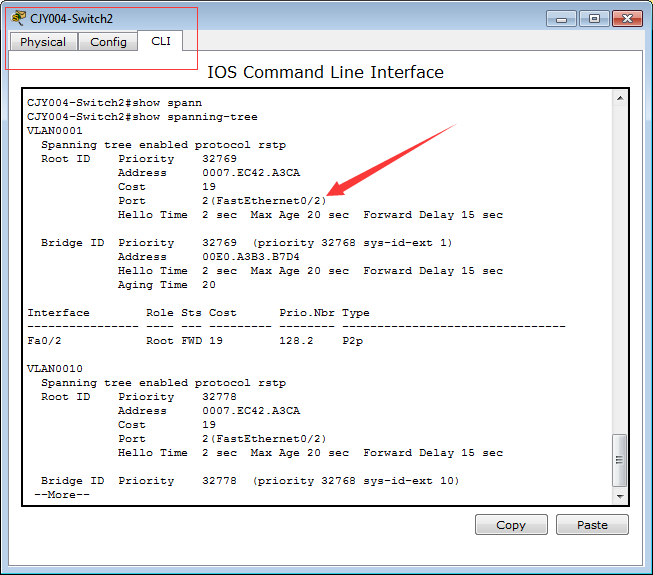 CJY004-Switch2
Physical Config CLI
IOS Command Line Interface
CJY004-Switch2#show spann
CJY004-Switch2#show spanning-tree
VLAN0001
  Spanning tree enabled protocol rstp
  Root ID    Priority    32769
             Address     0007.EC42.A3CA
             Cost        19
             Port        2(FastEthernet0/2)
             Hello Time  2 sec  Max Age 20 sec  Forward Delay 15 sec

  Bridge ID  Priority    32769  (priority 32768 sys-id-ext 1)
             Address     00E0.A3B3.B7D4
             Hello Time  2 sec  Max Age 20 sec  Forward Delay 15 sec
             Aging Time  20

Interface        Role Sts Cost      Prio.Nbr Type
---------------- ---- --- --------- -------- --------------------------------
Fa0/2            Root FWD 19        128.2    P2p

VLAN0010
  Spanning tree enabled protocol rstp
  Root ID    Priority    32778
             Address     0007.EC42.A3CA
             Cost        19
             Port        2(FastEthernet0/2)
             Hello Time  2 sec  Max Age 20 sec  Forward Delay 15 sec

  Bridge ID  Priority    32778  (priority 32768 sys-id-ext 10)
 --More--
Copy Paste